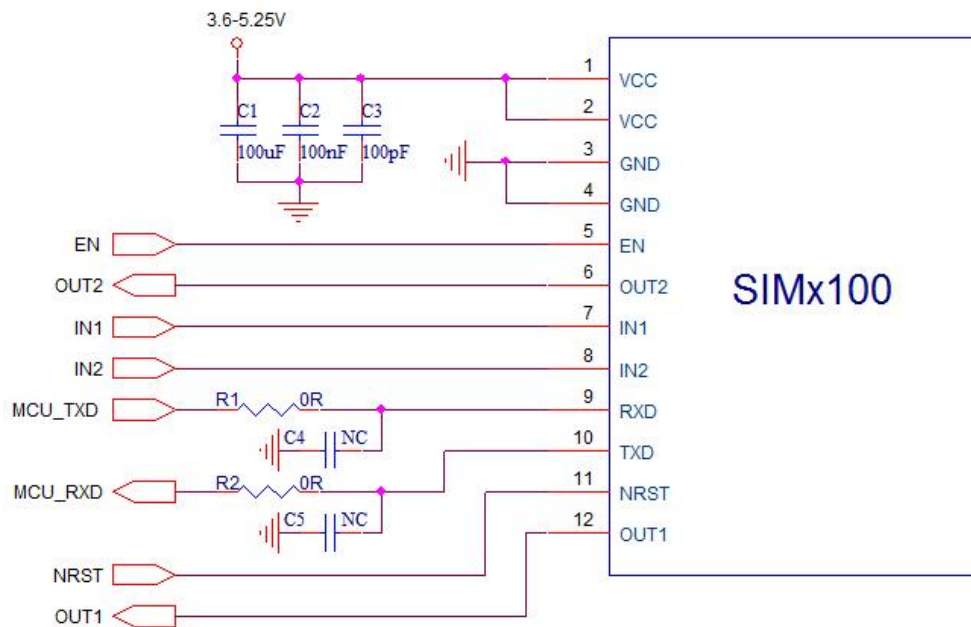 3.6-5.25V
C1 C2 C3
100uF 100nF 100pF
1 VCC
2 VCC
3 GND
4 GND
EN 5 EN
OUT2 6 OUT2
SIMx100
IN1 7 IN1
IN2 8 IN2
MCU_TXD R1 0R 9 RXD
C4 NC 10 TXD
MCU_RXD R2 0R 11 NRST
C5 NC 12 OUT1
NRST
OUT1